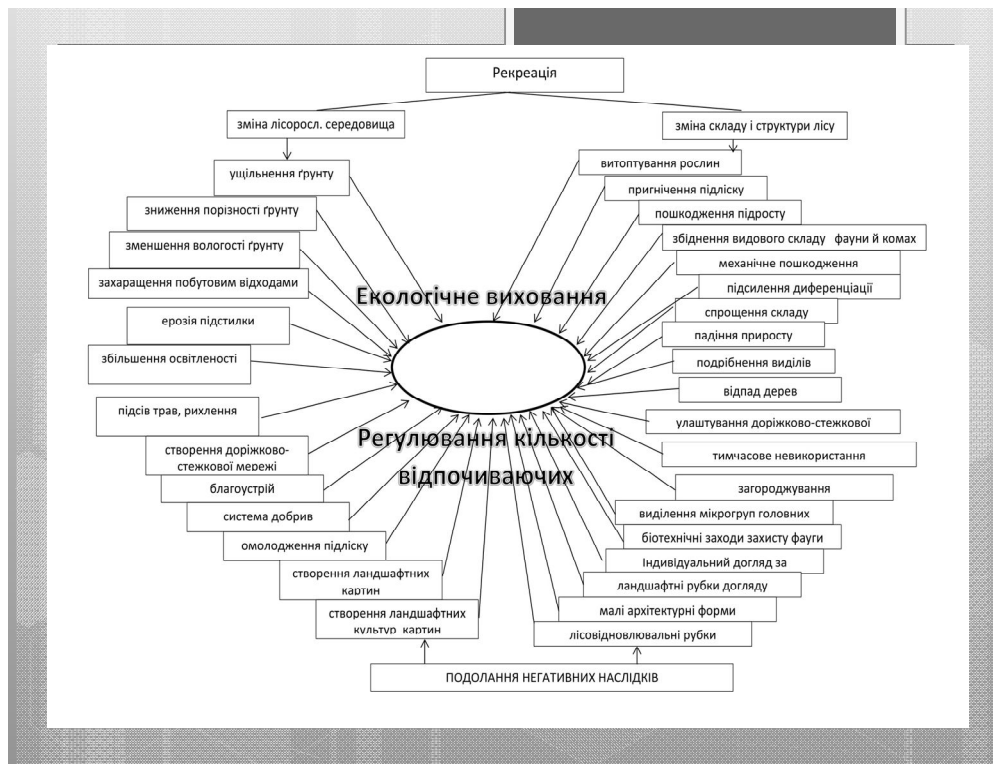 Рекреація
зміна лісоросл. середовища
зміна складу і структури лісу
ущільнення ґрунту
зниження порізності ґрунту
зменшення вологості ґрунту
захаращення побутовим відходами
ерозія підстилки
збільшення освітленості
витоптування рослин
пригнічення підліску
пошкодження підросту
збіднення видового складу фауни й комах
механічне пошкодження
підсилення диференціації
спрощення складу
падіння приросту
подрібнення виділів
відпад дерев
Екологічне виховання
Регулювання кількості
відпочиваючих
підсів трав, рихлення
створення доріжково-
стежкової мережі
благоустрій
система добрив
омолодження підліску
створення ландшафтних
картин
створення ландшафтних
культур картин
улаштування доріжково-стежкової
тимчасове невикористання
загороджування
виділення мікрогруп головних
біотехнічні заходи захисту фауги
Індивідуальний догляд за
ландшафтні рубки догляду
малі архітектурні форми
лісовідновлювальні рубки
ПОДОЛАННЯ НЕГАТИВНИХ НАСЛІДКІВ